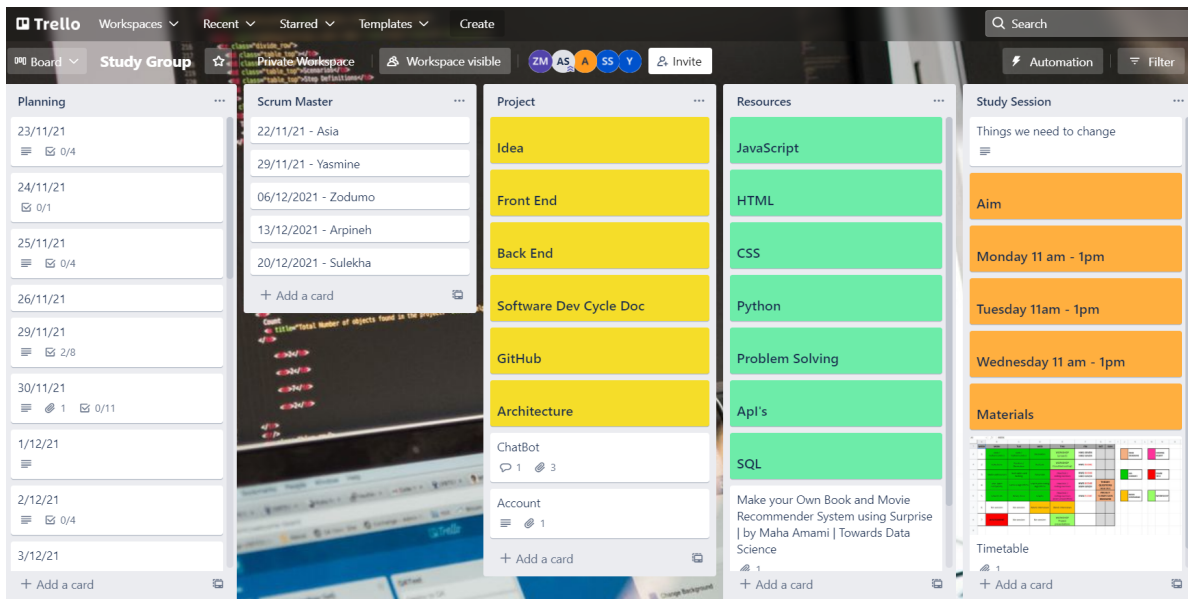 Trello
Workspaces
Recent
Starred
Templates
Create
Search
Board
Study Group
Private Workspace
Workspace visible
ZM
AS
A
SS
Y
Invite
Automation
Filter
Planning
23/11/21
0/4
24/11/21
0/1
25/11/21
0/4
26/11/21
29/11/21
2/8
30/11/21
1
0/11
1/12/21
2/12/21
0/4
3/12/21
+ Add a card
Scrum Master
22/11/21 - Asia
29/11/21 - Yasmine
06/12/2021 - Zodumo
13/12/2021 - Arpineh
20/12/2021 - Sulekha
+ Add a card
Project
Idea
Front End
Back End
Software Dev Cycle Doc
GitHub
Architecture
ChatBot
1
3
Account
1
+ Add a card
Resources
JavaScript
HTML
CSS
Python
Problem Solving
ApI's
SQL
Make your Own Book and Movie
Recommender System using Surprise
| by Maha Amami | Towards Data
Science
1
+ Add a card
Study Session
Things we need to change
Aim
Monday 11 am - 1pm
Tuesday 11am - 1pm
Wednesday 11 am - 1pm
Materials
Timetable
1
+ Add a card
Trello
Change Background